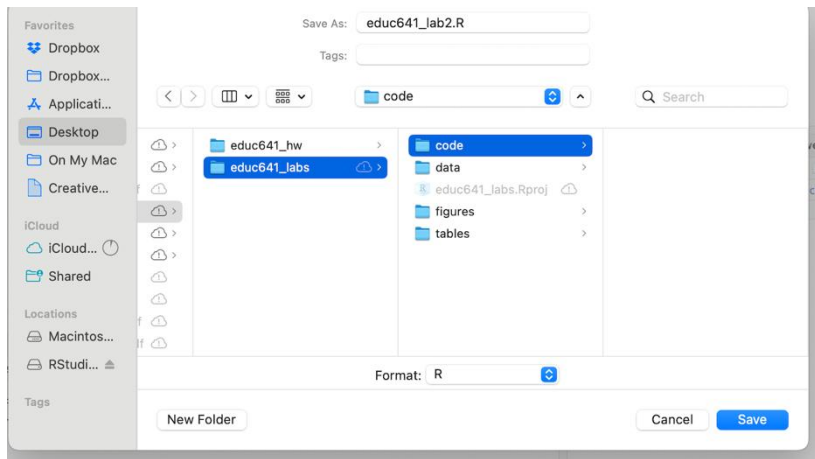 Favorites
Dropbox
Dropbox...
Applicati...
Desktop
On My Mac
Creative...
iCloud
iCloud...
Shared
Locations
Macintos...
RStudi...
Tags
Save As: educ641_lab2.R
Tags:
code
Search
educ641_hw
educ641_labs
code
data
educ641_labs.Rproj
figures
tables
Format: R
New Folder
Cancel
Save